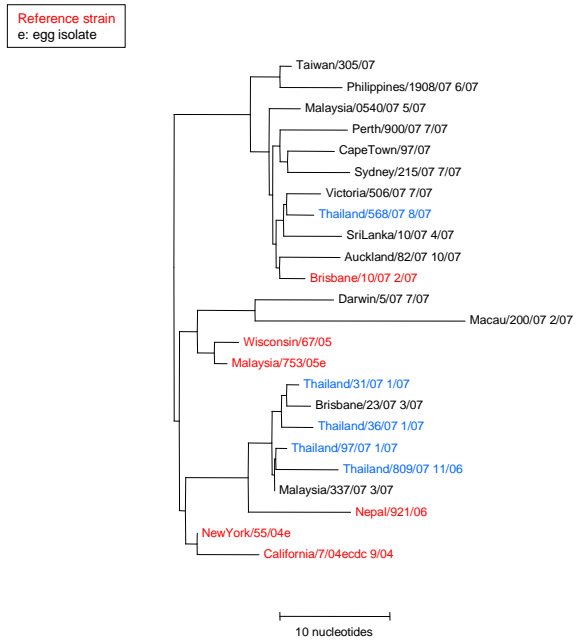 Reference strain
e: egg isolate
Taiwan/305/07
Philippines/1908/07 6/07
Malaysia/0540/07 5/07
Perth/900/07 7/07
CapeTown/97/07
Sydney/215/07 7/07
Victoria/506/07 7/07
Thailand/568/07 8/07
SriLanka/10/07 4/07
Auckland/82/07 10/07
Brisbane/10/07 2/07
Darwin/5/07 7/07
Macau/200/07 2/07
Wisconsin/67/05
Malaysia/753/05e
Thailand/31/07 1/07
Brisbane/23/07 3/07
Thailand/36/07 1/07
Thailand/97/07 1/07
Thailand/809/07 11/06
Malaysia/337/07 3/07
Nepal/921/06
NewYork/55/04e
California/7/04ecdc 9/04
10 nucleotides